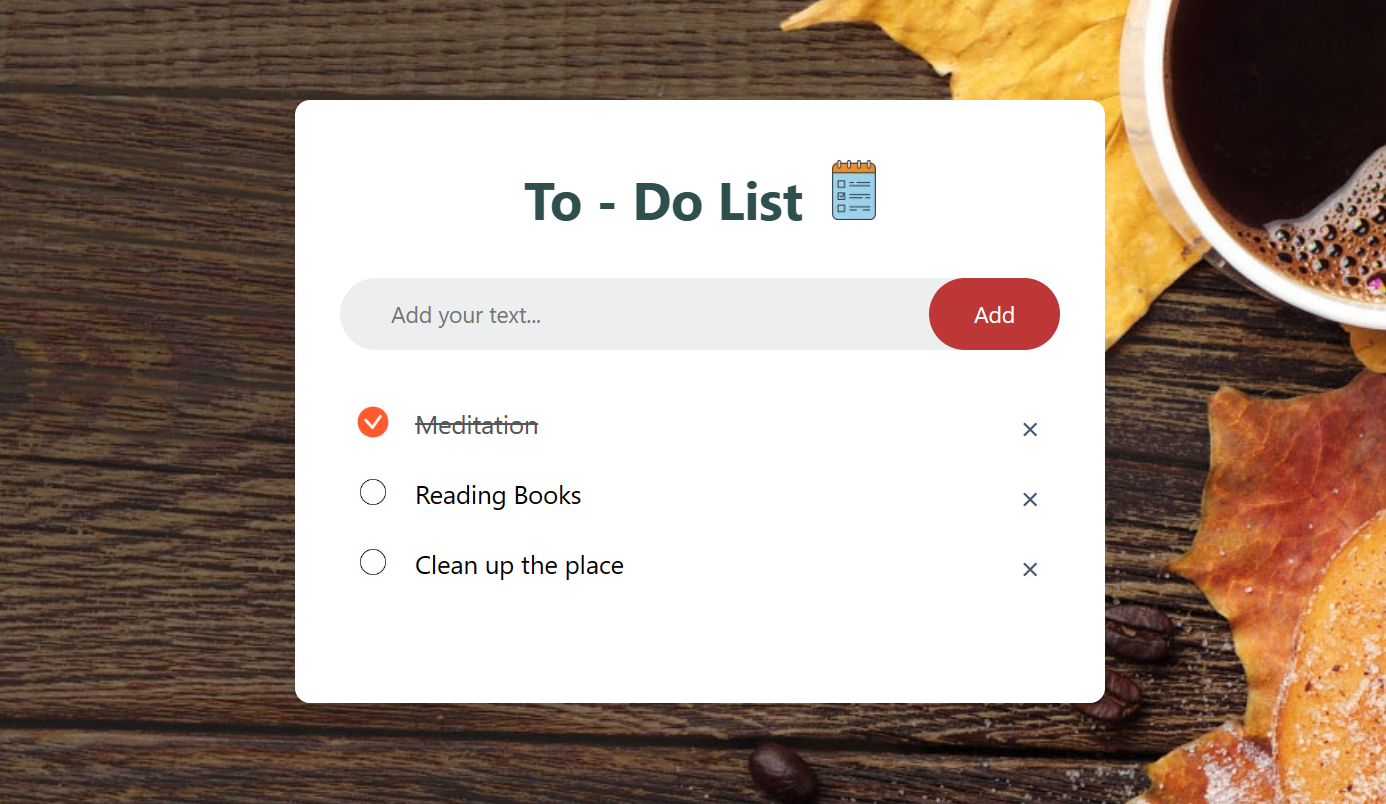 To - Do List
Add your text...
Add
Meditation
Reading Books
Clean up the place